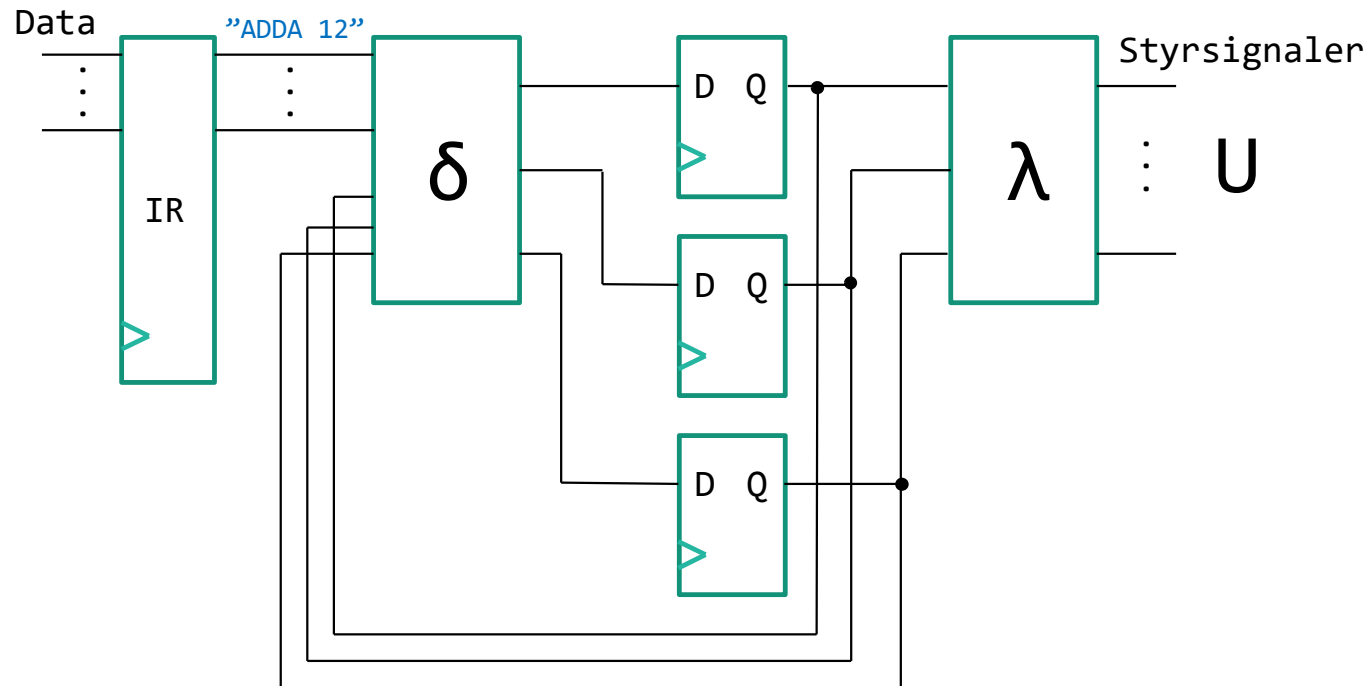 Data
”ADDA 12”
Styrsignaler
IR
δ
D Q
D Q
D Q
λ
U